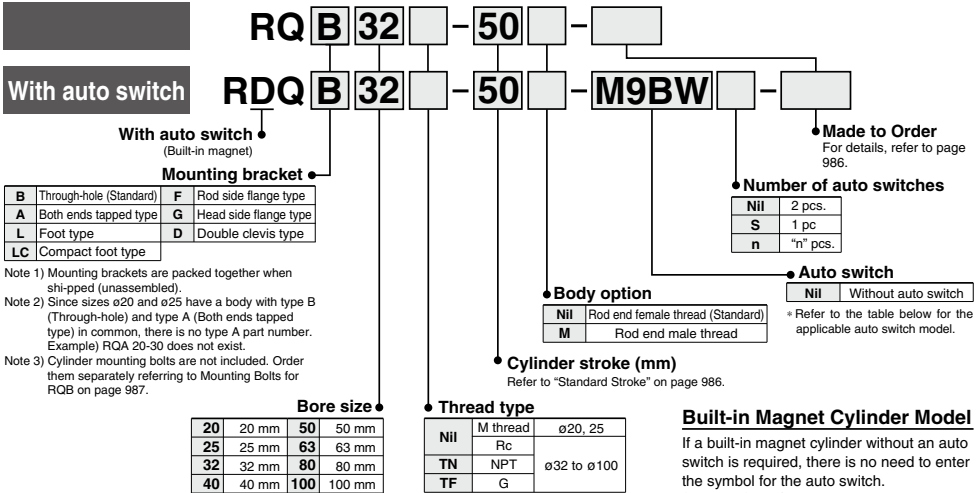 RQ B 32 - 50 -
With auto switch
RDQ B 32 - 50 - M9BW -
With auto switch
(Built-in magnet)
Mounting bracket
B Through-hole (Standard) F Rod side flange type
A Both ends tapped type G Head side flange type
L Foot type D Double clevis type
LC Compact foot type
Note 1) Mounting brackets are packed together when
shi-pped (unassembled).
Note 2) Since sizes ø20 and ø25 have a body with type B
(Through-hole) and type A (Both ends tapped
type) in common, there is no type A part number.
Example) RQA 20-30 does not exist.
Note 3) Cylinder mounting bolts are not included. Order
them separately referring to Mounting Bolts for
RQB on page 987.
Bore size
20 20 mm 50 50 mm
25 25 mm 63 63 mm
32 32 mm 80 80 mm
40 40 mm 100 100 mm
Thread type
Nil M thread ø20, 25
Rc ø32 to ø100
TN NPT
TF G
Cylinder stroke (mm)
Refer to “Standard Stroke” on page 986.
Body option
Nil Rod end female thread (Standard)
M Rod end male thread
Made to Order
For details, refer to page
986.
Number of auto switches
Nil 2 pcs.
S 1 pc
n “n” pcs.
Auto switch
Nil Without auto switch
* Refer to the table below for the
applicable auto switch model.
Built-in Magnet Cylinder Model
If a built-in magnet cylinder without an auto
switch is required, there is no need to enter
the symbol for the auto switch.